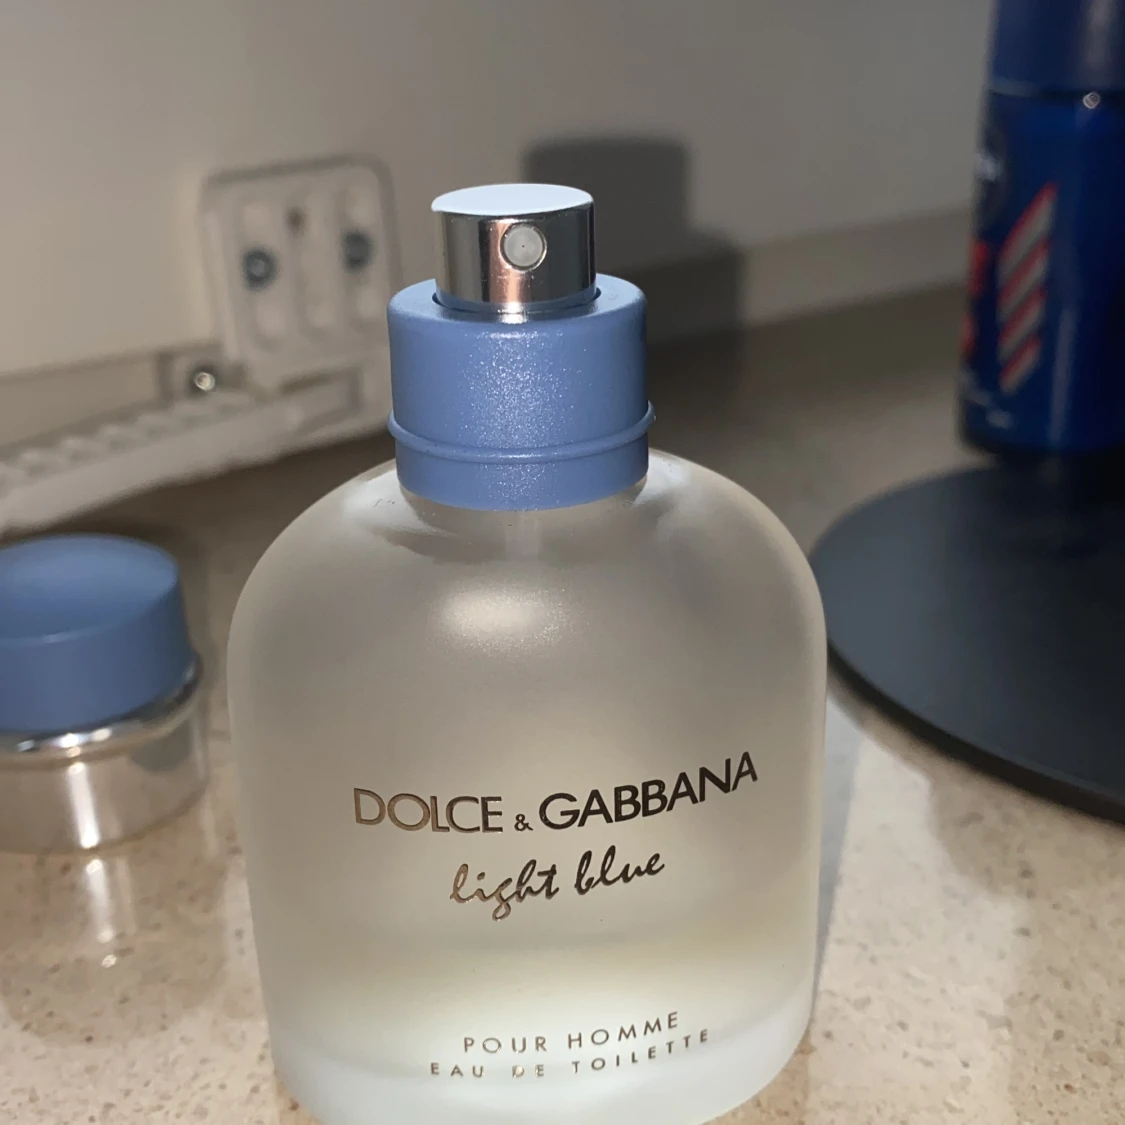 DOLCE & GABBANA
light blue
POUR HOMME
EAU DE TOILETTE